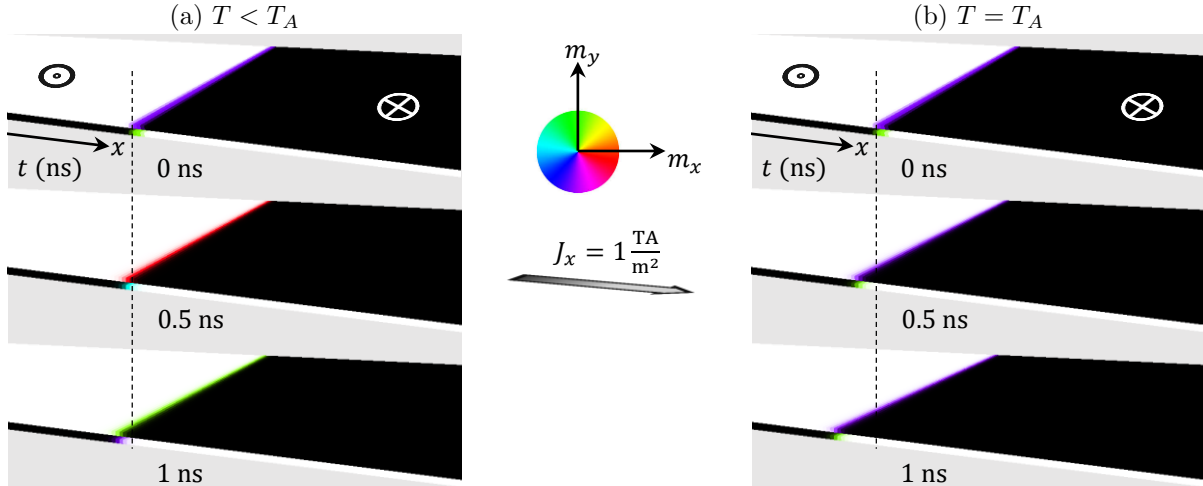 (a) T < T_A
(b) T = T_A
x
t (ns)
0 ns
0.5 ns
1 ns
m_y
m_x
J_x = 1 TA/m²
x
t (ns)
0 ns
0.5 ns
1 ns